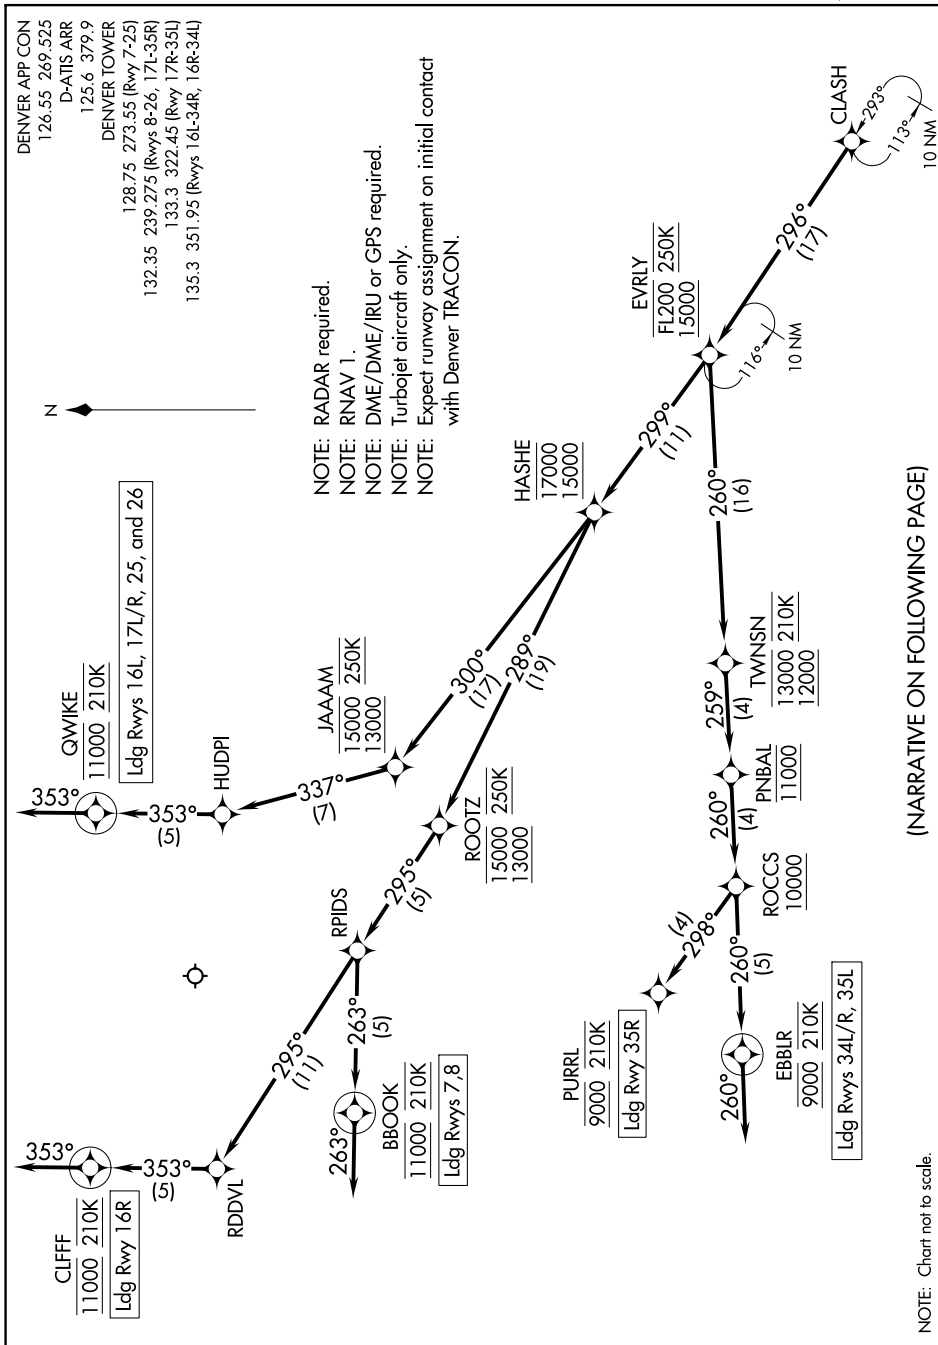 DENVER APP CON
126.55 269.525
D-ATIS ARR
125.6 379.9
DENVER TOWER
128.75 273.55 (Rwy 7-25)
132.35 239.275 (Rwys 8-26, 17L-35R)
133.3 322.45 (Rwy 17R-35L)
135.3 351.95 (Rwys 16L-34R, 16R-34L)
N
NOTE: RADAR required.
NOTE: RNAV 1.
NOTE: DME/DME/IRU or GPS required.
NOTE: Turbojet aircraft only.
NOTE: Expect runway assignment on initial contact
with Denver TRACON.
CLFFF
11000 210K
Ldg Rwy 16R
353°
353°
(5)
RDDVL
295°
(11)
QWIKE
11000 210K
Ldg Rwys 16L, 17L/R, 25, and 26
353°
353°
(5)
HUDPI
337°
(7)
JAAAM
15000 250K
13000
300°
(17)
289°
(19)
HASHE
17000
15000
299°
(11)
EVRLY
FL200 250K
15000
116°
10 NM
296°
(17)
CLASH
293°
113°
10 NM
RPIDS
295°
(5)
ROOTZ
15000 250K
13000
263°
(5)
263°
BBOOK
11000 210K
Ldg Rwys 7,8
260°
(16)
TWNSN
13000 210K
12000
259°
(4)
PNBAL
11000
260°
(4)
ROCCS
10000
(4)
298°
PURRL
9000 210K
Ldg Rwy 35R
260°
(5)
260°
EBBLR
9000 210K
Ldg Rwys 34L/R, 35L
(NARRATIVE ON FOLLOWING PAGE)
NOTE: Chart not to scale.